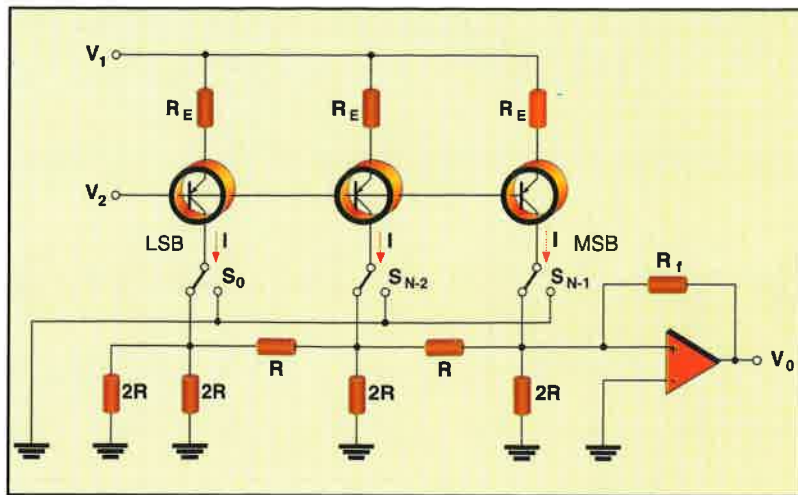 V1
RE RE RE
V2
LSB I I I MSB
S0 SN-2 SN-1 Rf
R R V0
2R 2R 2R 2R